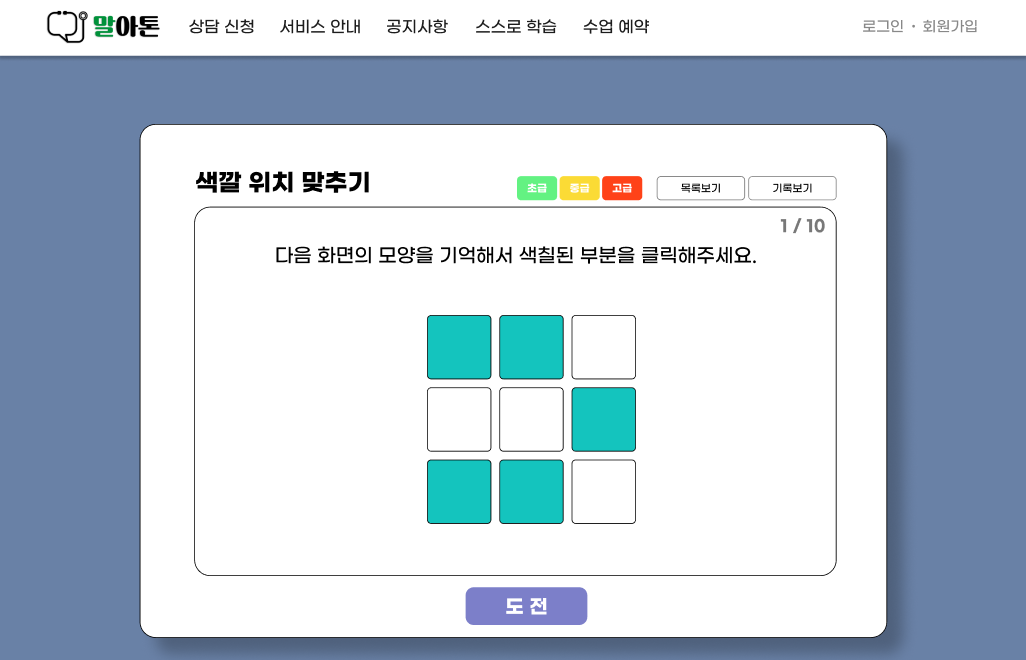 말아톤 상담 신청 서비스 안내 공지사항 스스로 학습 수업 예약 로그인 · 회원가입
색깔 위치 맞추기 초급 중급 고급 목록보기 기록보기
1 / 10
다음 화면의 모양을 기억해서 색칠된 부분을 클릭해주세요.
도 전